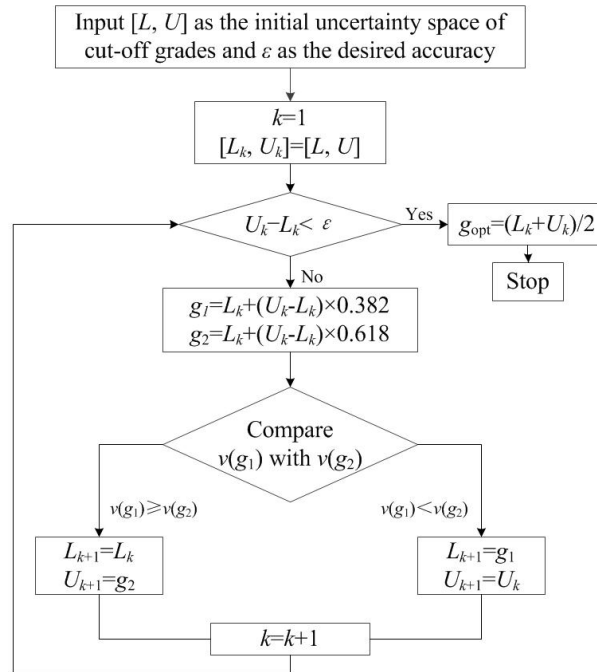 Input [L, U] as the initial uncertainty space of
cut-off grades and ε as the desired accuracy
k=1
[Lₖ, Uₖ]=[L, U]
Uₖ−Lₖ< ε
Yes
gₒₚₜ=(Lₖ+Uₖ)/2
Stop
No
g₁=Lₖ+(Uₖ-Lₖ)×0.382
g₂=Lₖ+(Uₖ-Lₖ)×0.618
Compare
v(g₁) with v(g₂)
v(g₁)≥v(g₂)
v(g₁)<v(g₂)
Lₖ₊₁=Lₖ
Uₖ₊₁=g₂
Lₖ₊₁=g₁
Uₖ₊₁=Uₖ
k=k+1